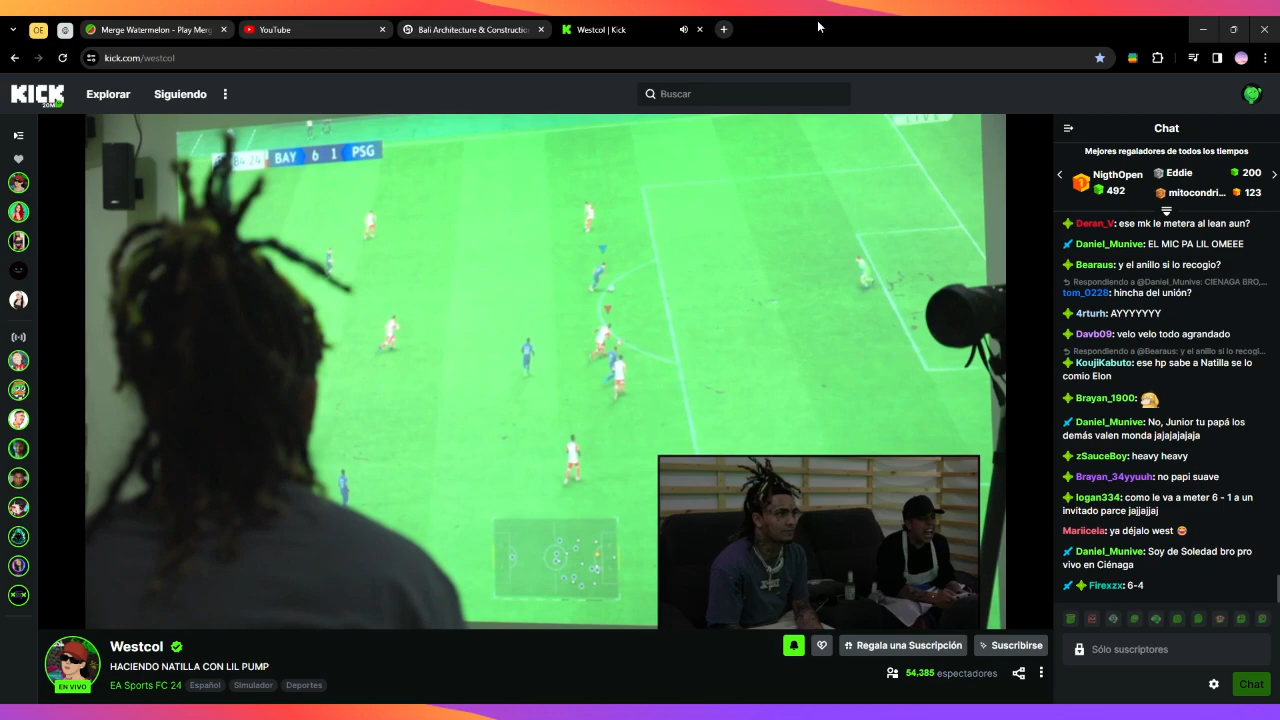 OE
@
Merge Watermelon - Play Merg
YouTube
Bali Architecture & Constructio
Westcol | Kick
kick.com/westcol
KICK
20M
Explorar
Siguiendo
Buscar
84:24 BAY 6 1 PSG
LIVE
Westcol
HACIENDO NATILLA CON LIL PUMP
EN VIVO
EA Sports FC 24 Español Simulador Deportes
Regala una Suscripción
Suscribirse
54,385 espectadores
Chat
Mejores regaladores de todos los tiempos
1 NigthOpen
492
Eddie 200
mitocondri... 123
Deran_V: ese mk le metera al lean aun?
Daniel_Munive: EL MIC PA LIL OMEEE
Bearaus: y el anillo si lo recogio?
Respondiendo a @Daniel_Munive: CIENAGA BRO,...
tom_0228: hincha del unión?
4rturh: AYYYYYYY
Davb09: velo velo todo agrandado
Respondiendo a @Bearaus: y el anillo si lo recogi...
KoujiKabuto: ese hp sabe a Natilla se lo
comio Elon
Brayan_1900:
Daniel_Munive: No, Junior tu papá los
demás valen monda jajajajajaja
zSauceBoy: heavy heavy
Brayan_34yyuuh: no papi suave
logan334: como le va a meter 6 - 1 a un
invitado parce jajjajjaj
Mariicela: ya déjalo west 😄
Daniel_Munive: Soy de Soledad bro pro
vivo en Ciénaga
Firexzx: 6-4
Sólo suscriptores
Chat